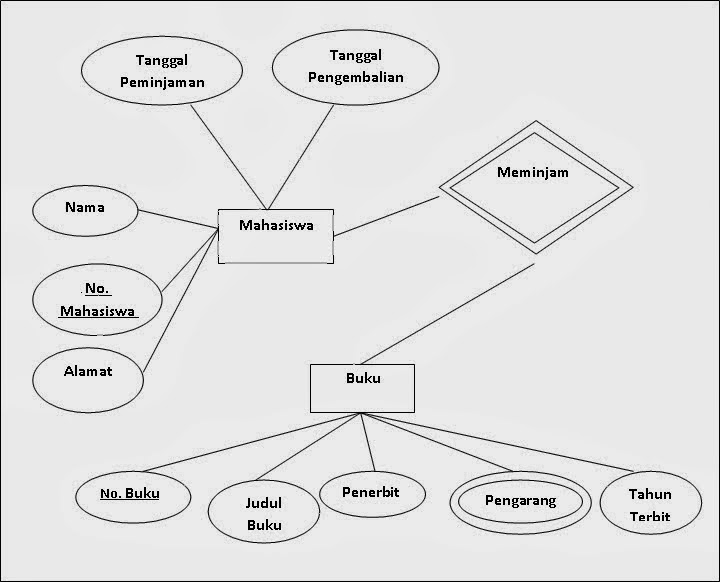 Tanggal
Peminjaman
Tanggal
Pengembalian
Meminjam
Nama
Mahasiswa
No.
Mahasiswa
Alamat
Buku
No. Buku
Judul
Buku
Penerbit
Pengarang
Tahun
Terbit